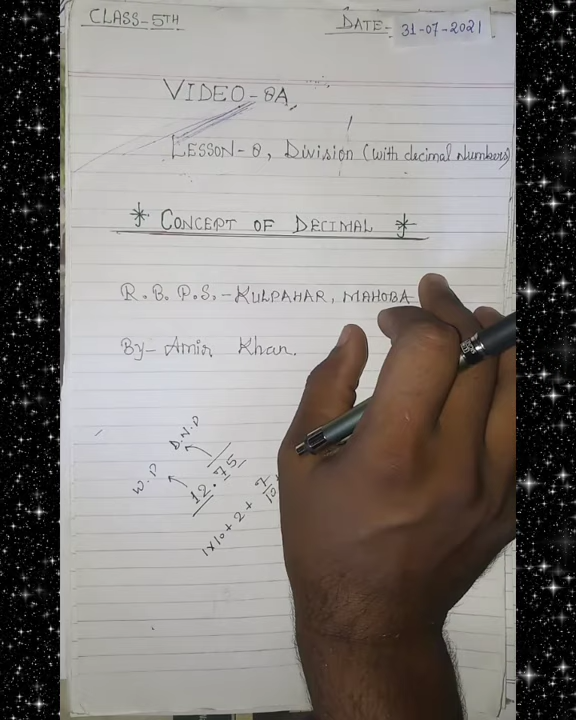 CLASS-5TH
DATE- 31-07-2021
VIDEO-8A,
LESSON-8, Division (with decimal numbers)
* CONCEPT OF DECIMAL *
R.B.P.S.-KULPAHAR, MAHOBA
By- Amir Khan.
W.P D.N.P
12.75
1×10+2+7/10